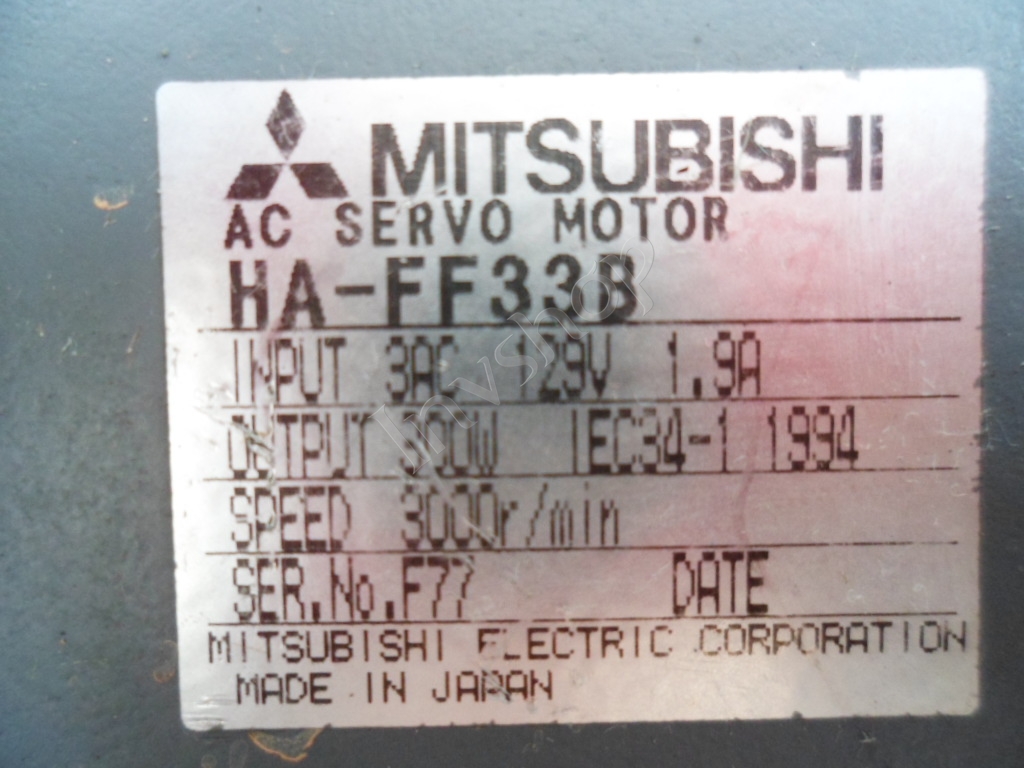 MITSUBISHI
AC SERVO MOTOR
HA-FF33B
INPUT 3AC 129V 1.9A
OUTPUT 300W IEC34-1 1994
SPEED 3000r/min
SER.No.F77 DATE
MITSUBISHI ELECTRIC CORPORATION
MADE IN JAPAN
Invshop